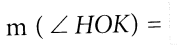 m ( ∠ HOK) =